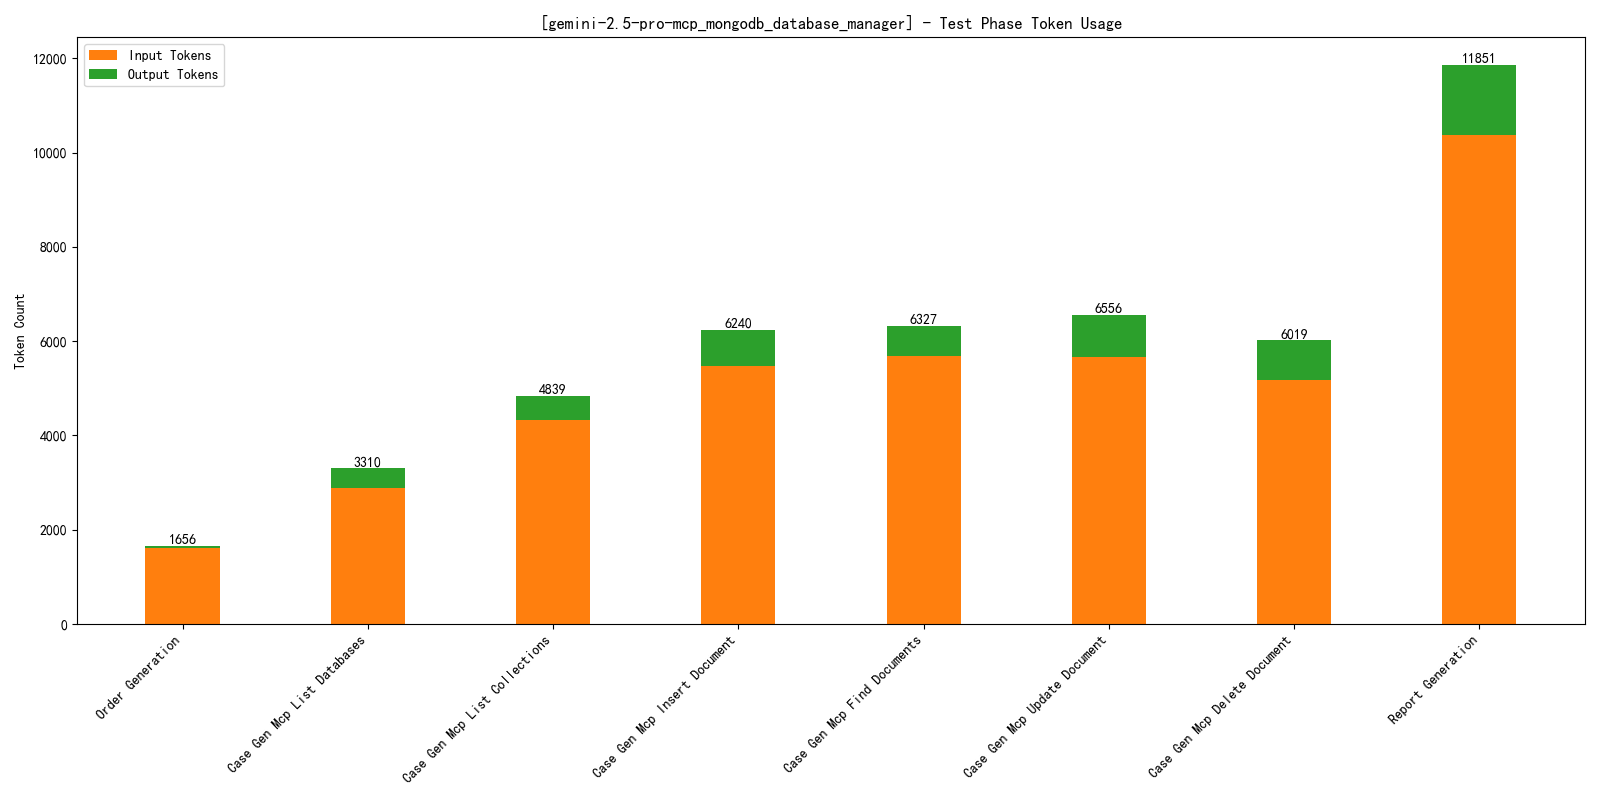 [gemini-2.5-pro-mcp_mongodb_database_manager] - Test Phase Token Usage
Input Tokens
Output Tokens
Token Count
12000
10000
8000
6000
4000
2000
0
1656
3310
4839
6240
6327
6556
6019
11851
Order Generation
Case Gen Mcp List Databases
Case Gen Mcp List Collections
Case Gen Mcp Insert Document
Case Gen Mcp Find Documents
Case Gen Mcp Update Document
Case Gen Mcp Delete Document
Report Generation